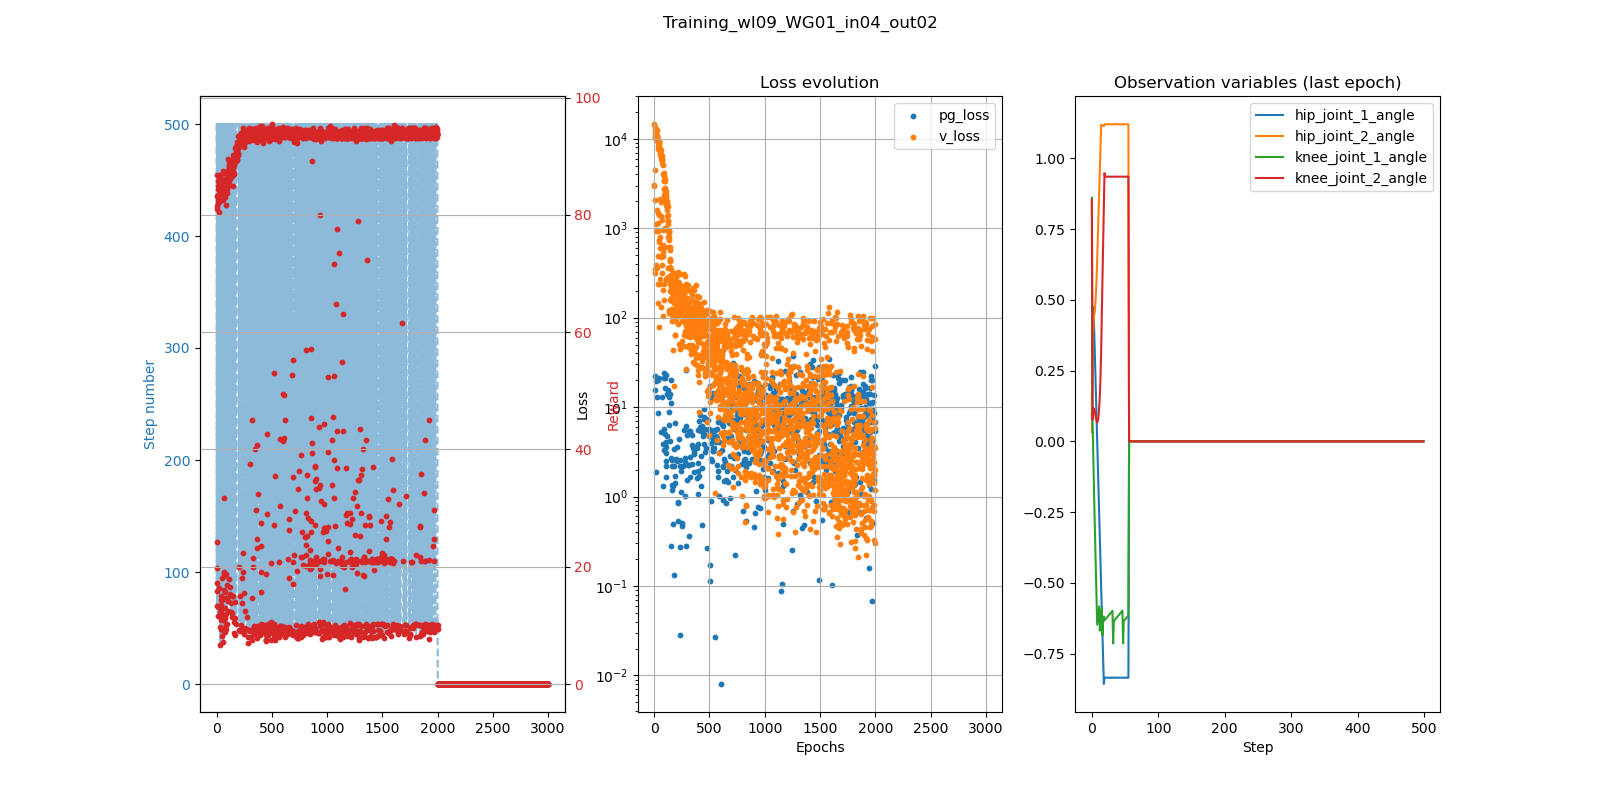 Training_wl09_WG01_in04_out02
Step number
500
400
300
200
100
0
0 500 1000 1500 2000 2500 3000
100
80
60
40
20
0
Reward
Loss evolution
pg_loss
v_loss
Loss
10^4
10^3
10^2
10^1
10^0
10^−1
10^−2
0 500 1000 1500 2000 2500 3000
Epochs
Observation variables (last epoch)
hip_joint_1_angle
hip_joint_2_angle
knee_joint_1_angle
knee_joint_2_angle
1.00
0.75
0.50
0.25
0.00
−0.25
−0.50
−0.75
0 100 200 300 400 500
Step